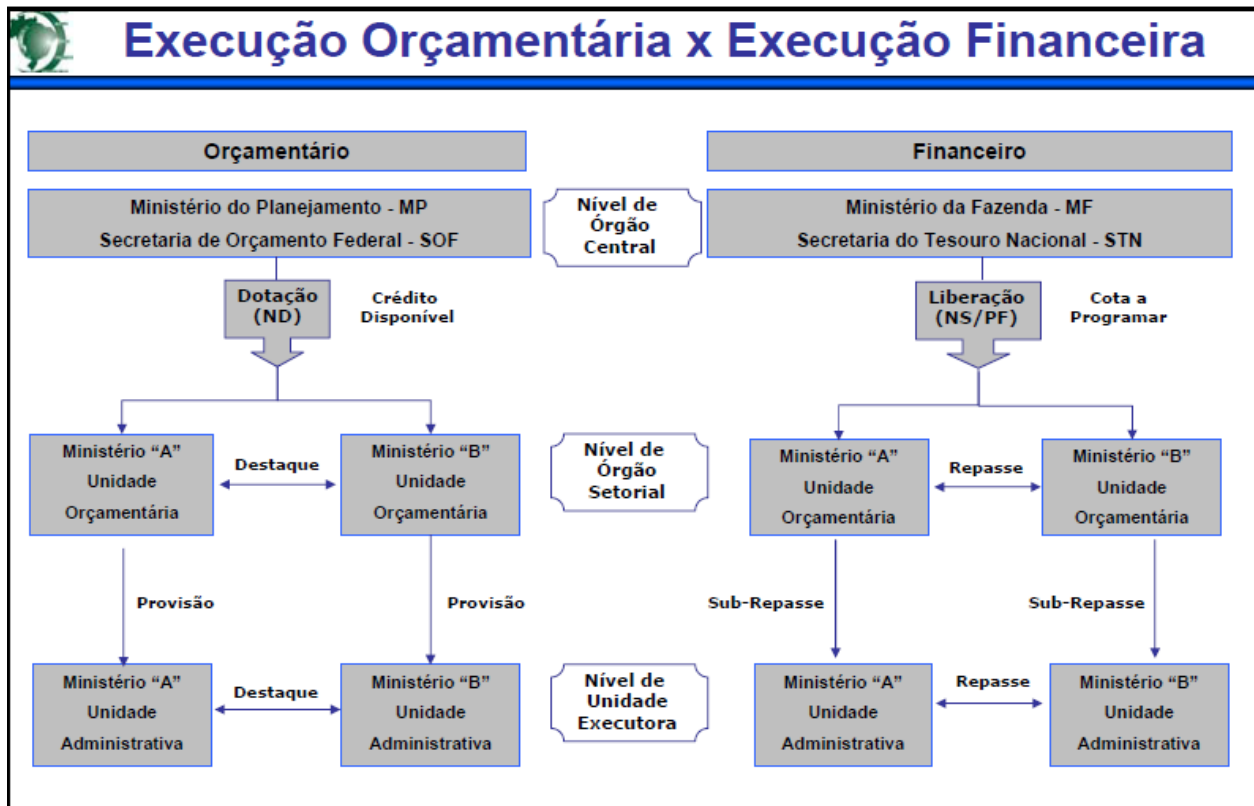 Execução Orçamentária x Execução Financeira
Orçamentário
Financeiro
Ministério do Planejamento - MP
Secretaria de Orçamento Federal - SOF
Nível de
Órgão
Central
Ministério da Fazenda - MF
Secretaria do Tesouro Nacional - STN
Dotação
(ND)
Crédito
Disponível
Liberação
(NS/PF)
Cota a
Programar
Ministério “A”
Unidade
Orçamentária
Destaque
Ministério “B”
Unidade
Orçamentária
Nível de
Órgão
Setorial
Ministério “A”
Unidade
Orçamentária
Repasse
Ministério “B”
Unidade
Orçamentária
Provisão
Provisão
Sub-Repasse
Sub-Repasse
Ministério “A”
Unidade
Administrativa
Destaque
Ministério “B”
Unidade
Administrativa
Nível de
Unidade
Executora
Ministério “A”
Unidade
Administrativa
Repasse
Ministério “B”
Unidade
Administrativa